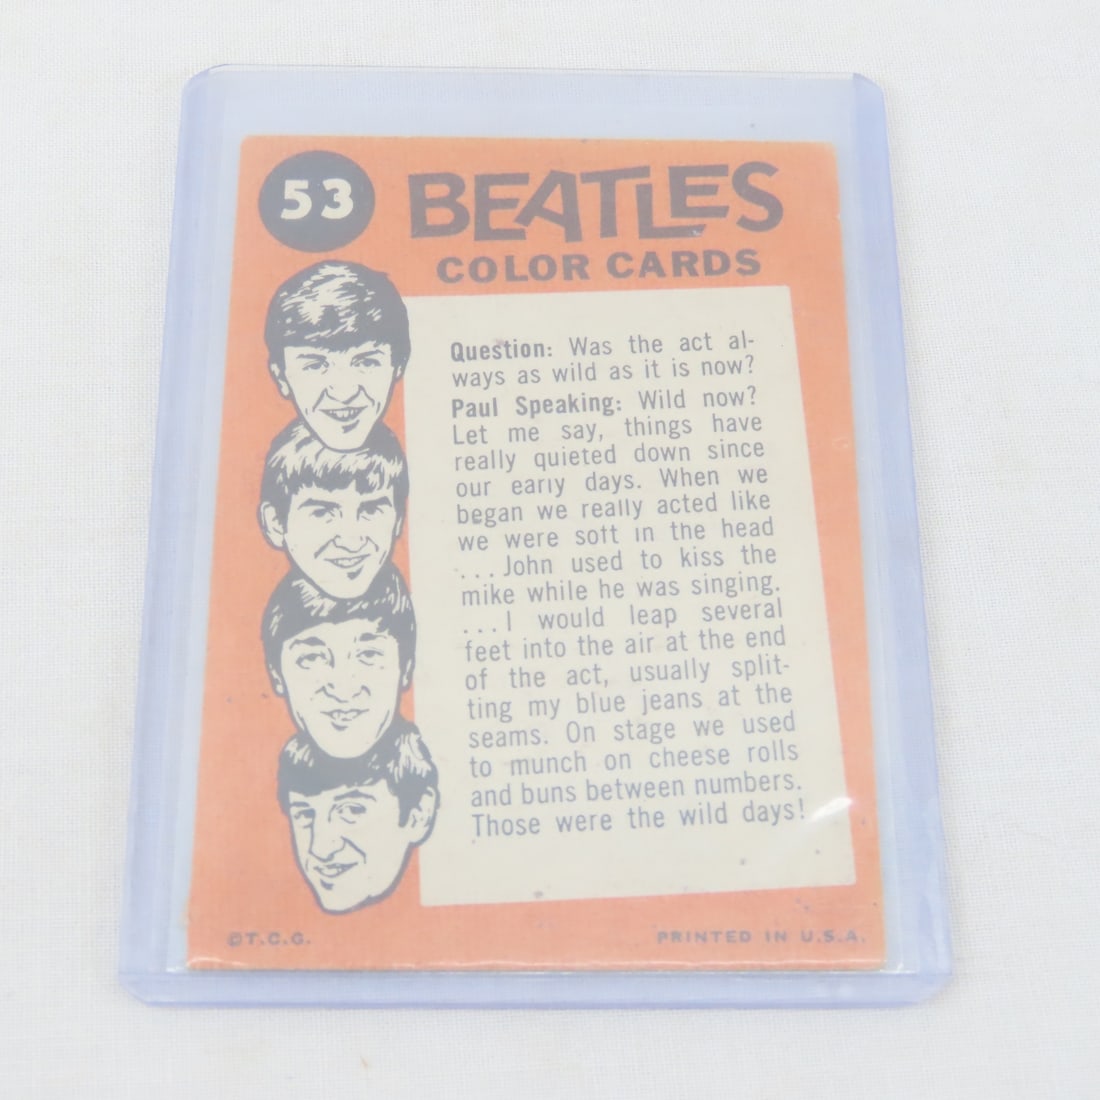 53
BEATLES
COLOR CARDS
Question: Was the act al-
ways as wild as it is now?
Paul Speaking: Wild now?
Let me say, things have
really quieted down since
our early days. When we
began we really acted like
we were soft in the head
...John used to kiss the
mike while he was singing.
...I would leap several
feet into the air at the end
of the act, usually split-
ting my blue jeans at the
seams. On stage we used
to munch on cheese rolls
and buns between numbers.
Those were the wild days!
©T.C.G.
PRINTED IN U.S.A.